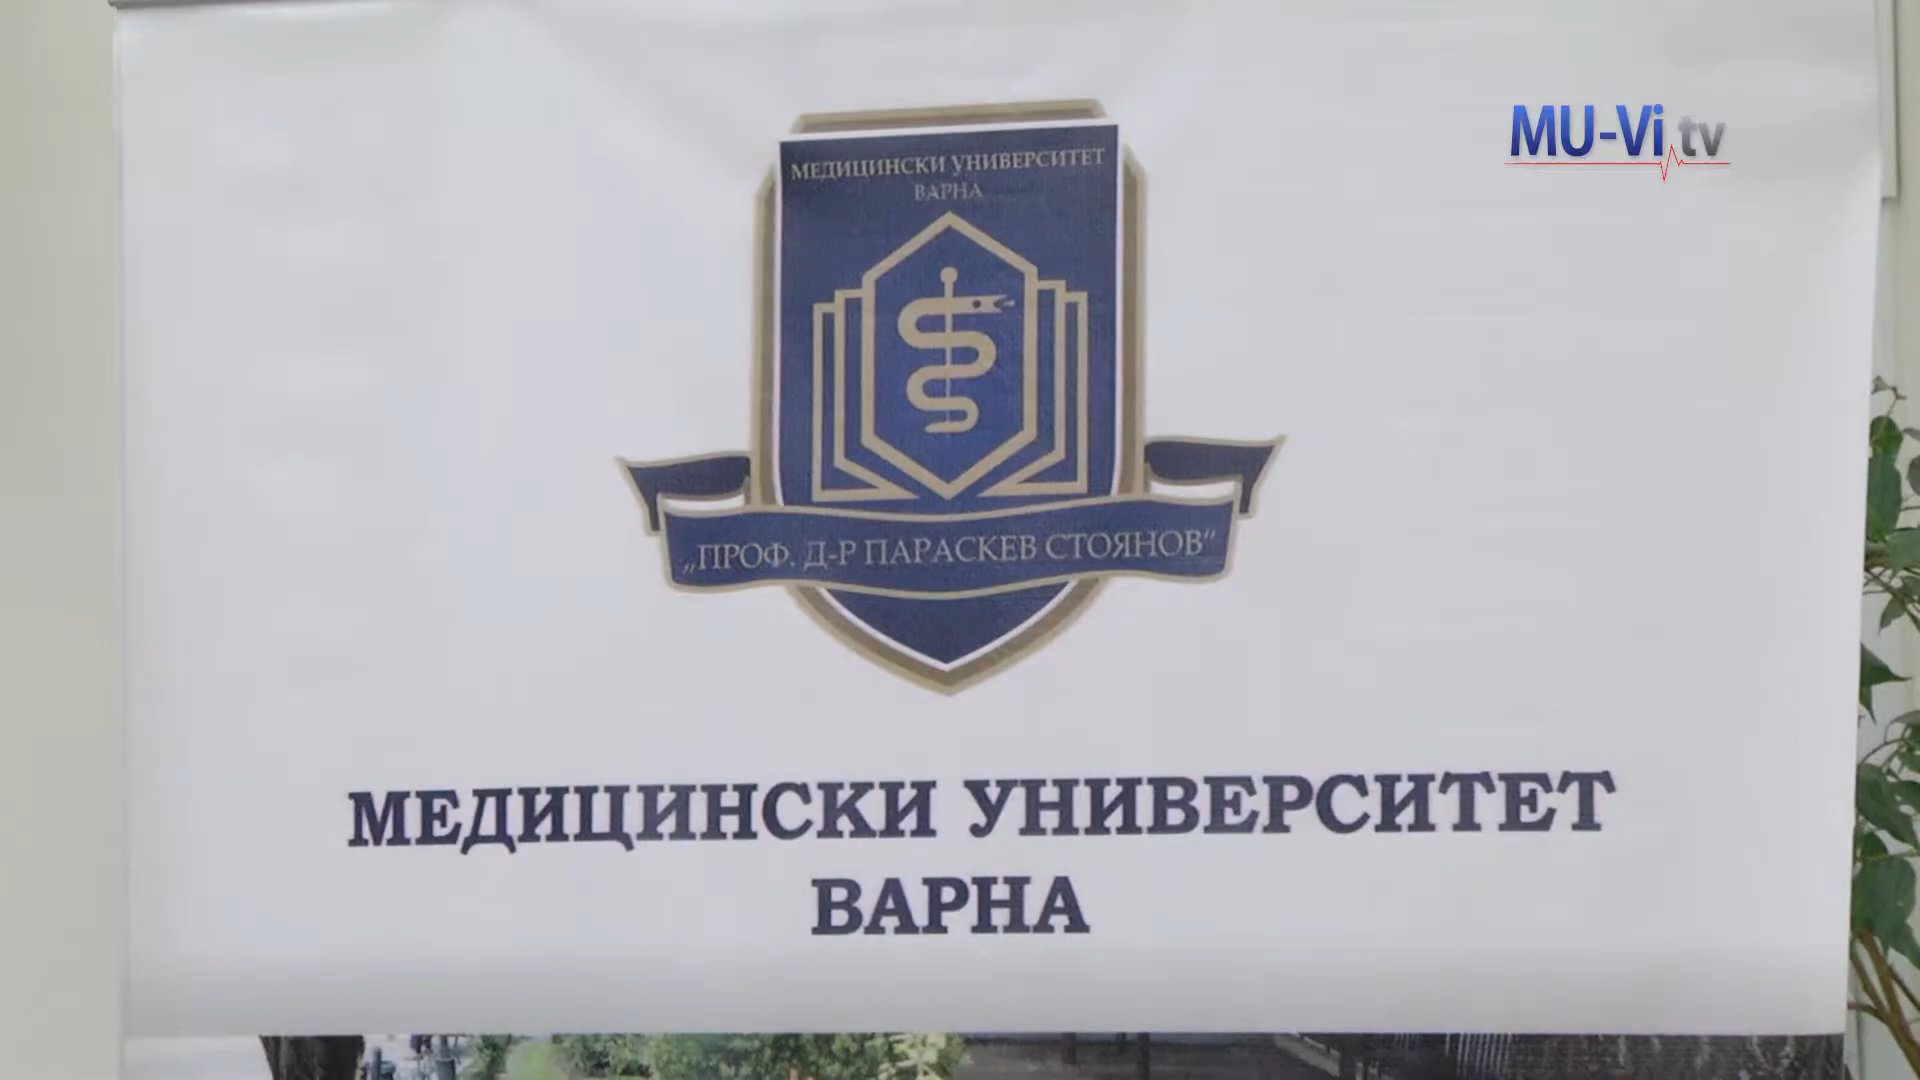 MU-Vi.tv
МЕДИЦИНСКИ УНИВЕРСИТЕТ
ВАРНА
„ПРОФ. Д-Р ПАРАСКЕВ СТОЯНОВ“
МЕДИЦИНСКИ УНИВЕРСИТЕТ
ВАРНА